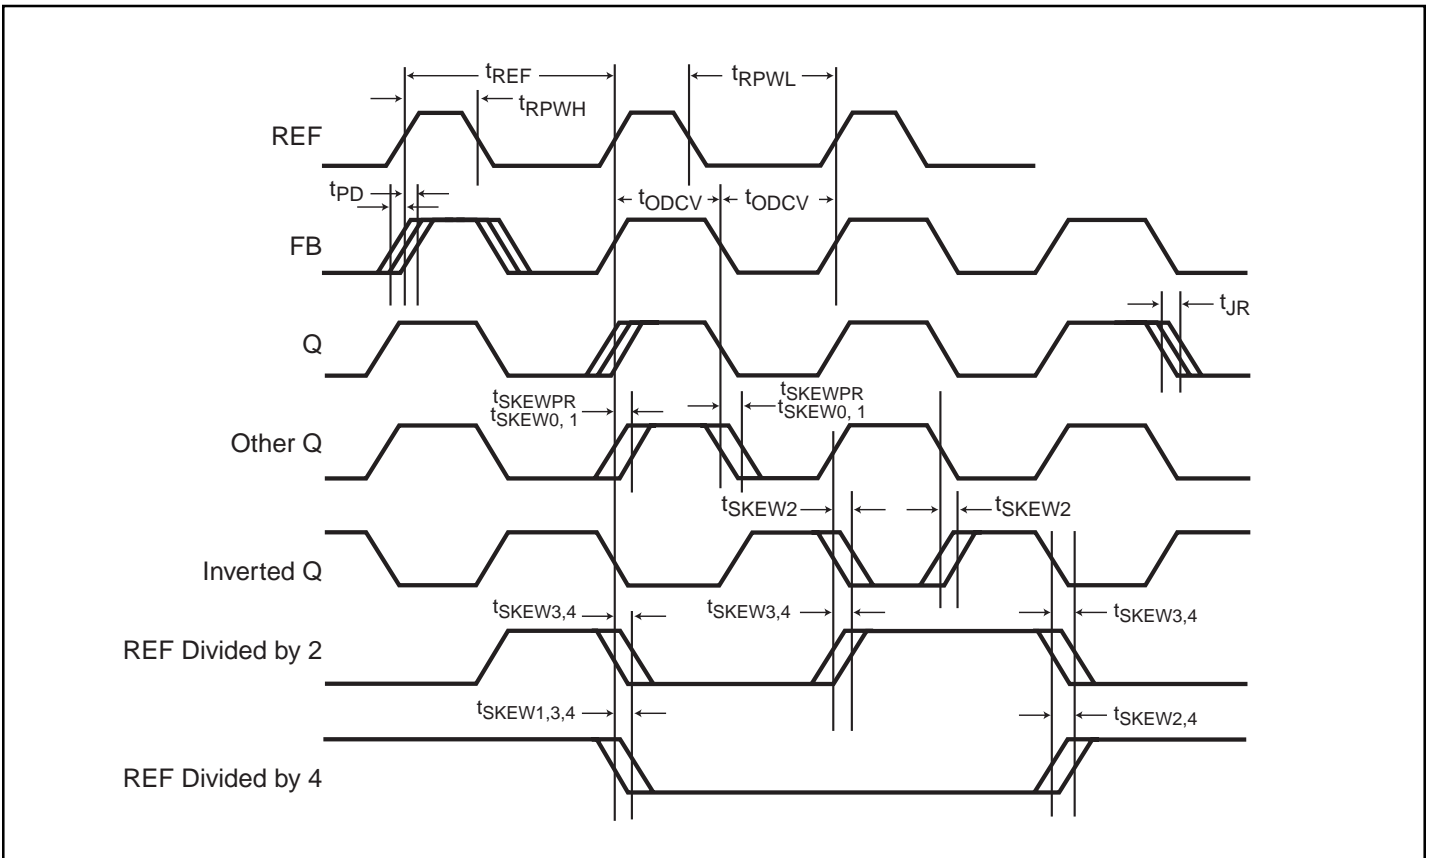 tREF
tRPWL
tRPWH
REF
tPD
tODCV tODCV
FB
tJR
Q
tSKEWPR
tSKEW0, 1
tSKEWPR
tSKEW0, 1
Other Q
tSKEW2
tSKEW2
Inverted Q
tSKEW3,4
tSKEW3,4
tSKEW3,4
REF Divided by 2
tSKEW1,3,4
tSKEW2,4
REF Divided by 4